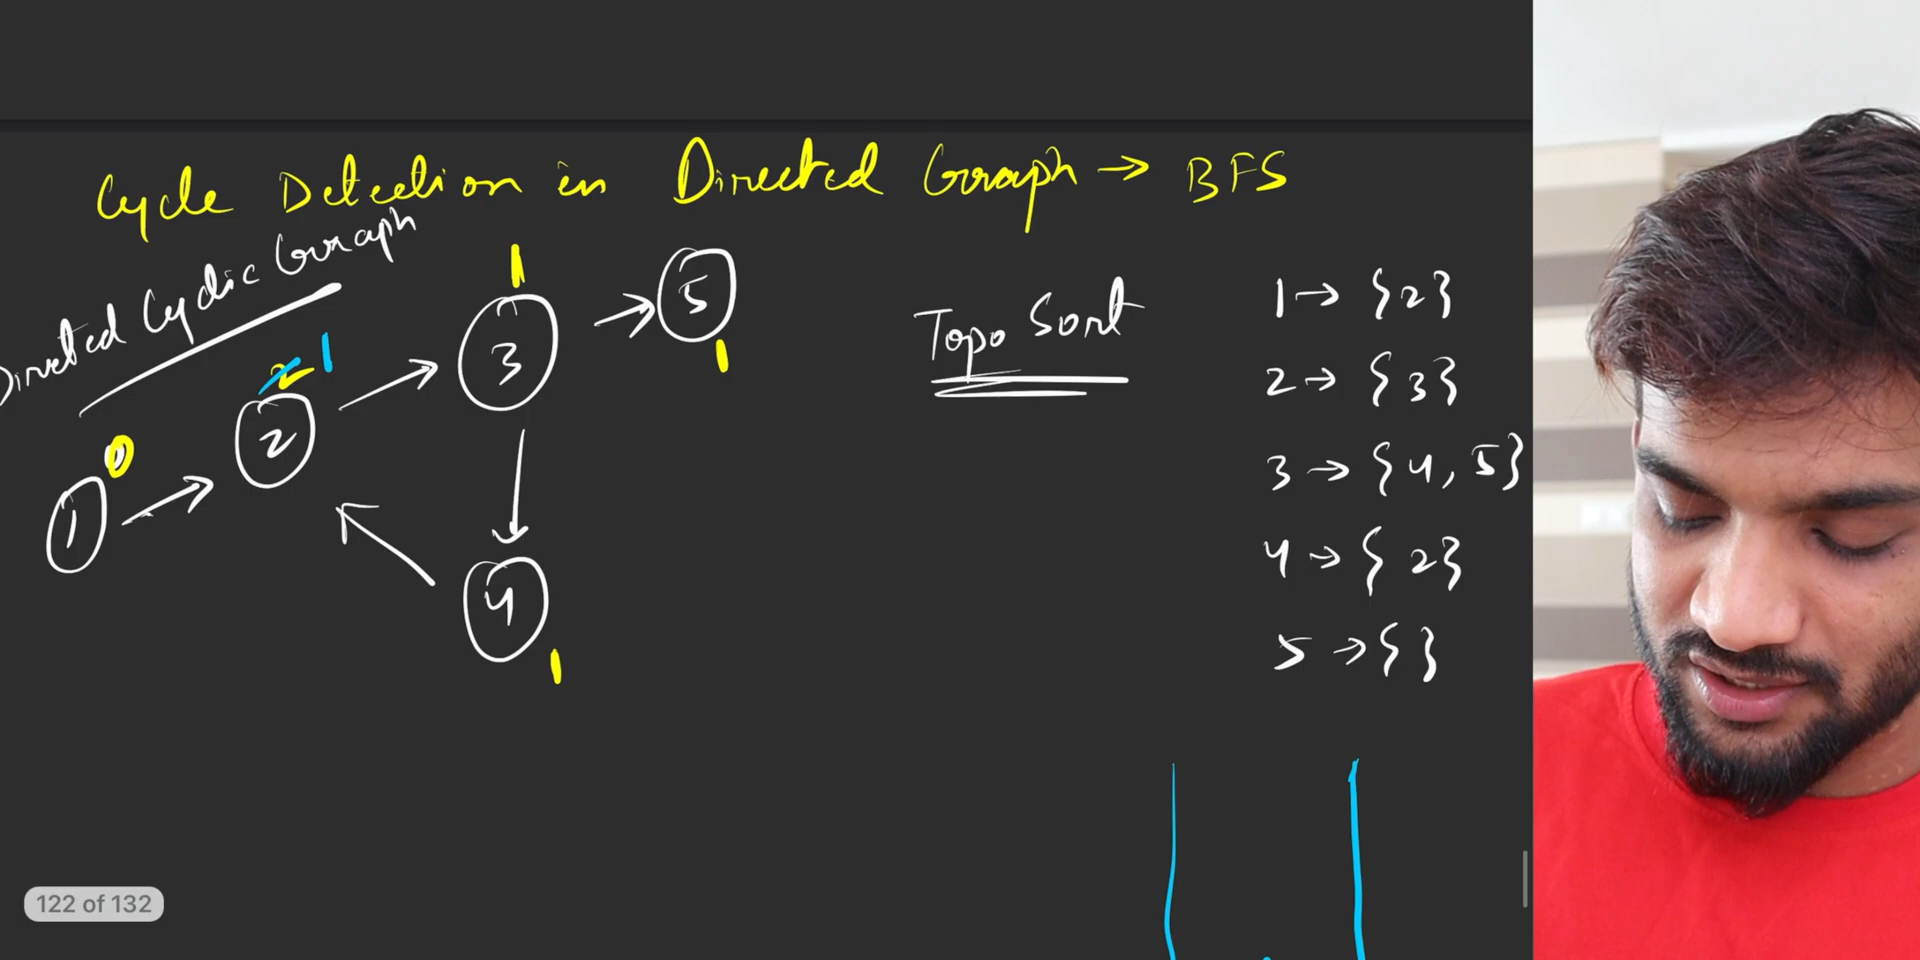 Cycle Detection in Directed Graph → BFS
Directed Cyclic Graph
1
5
Topo Sort
1 → {2}
1
3
2 1
2
2 → {3}
0
1
3 → {4, 5}
4
1
4 → {2}
5 → { }
122 of 132